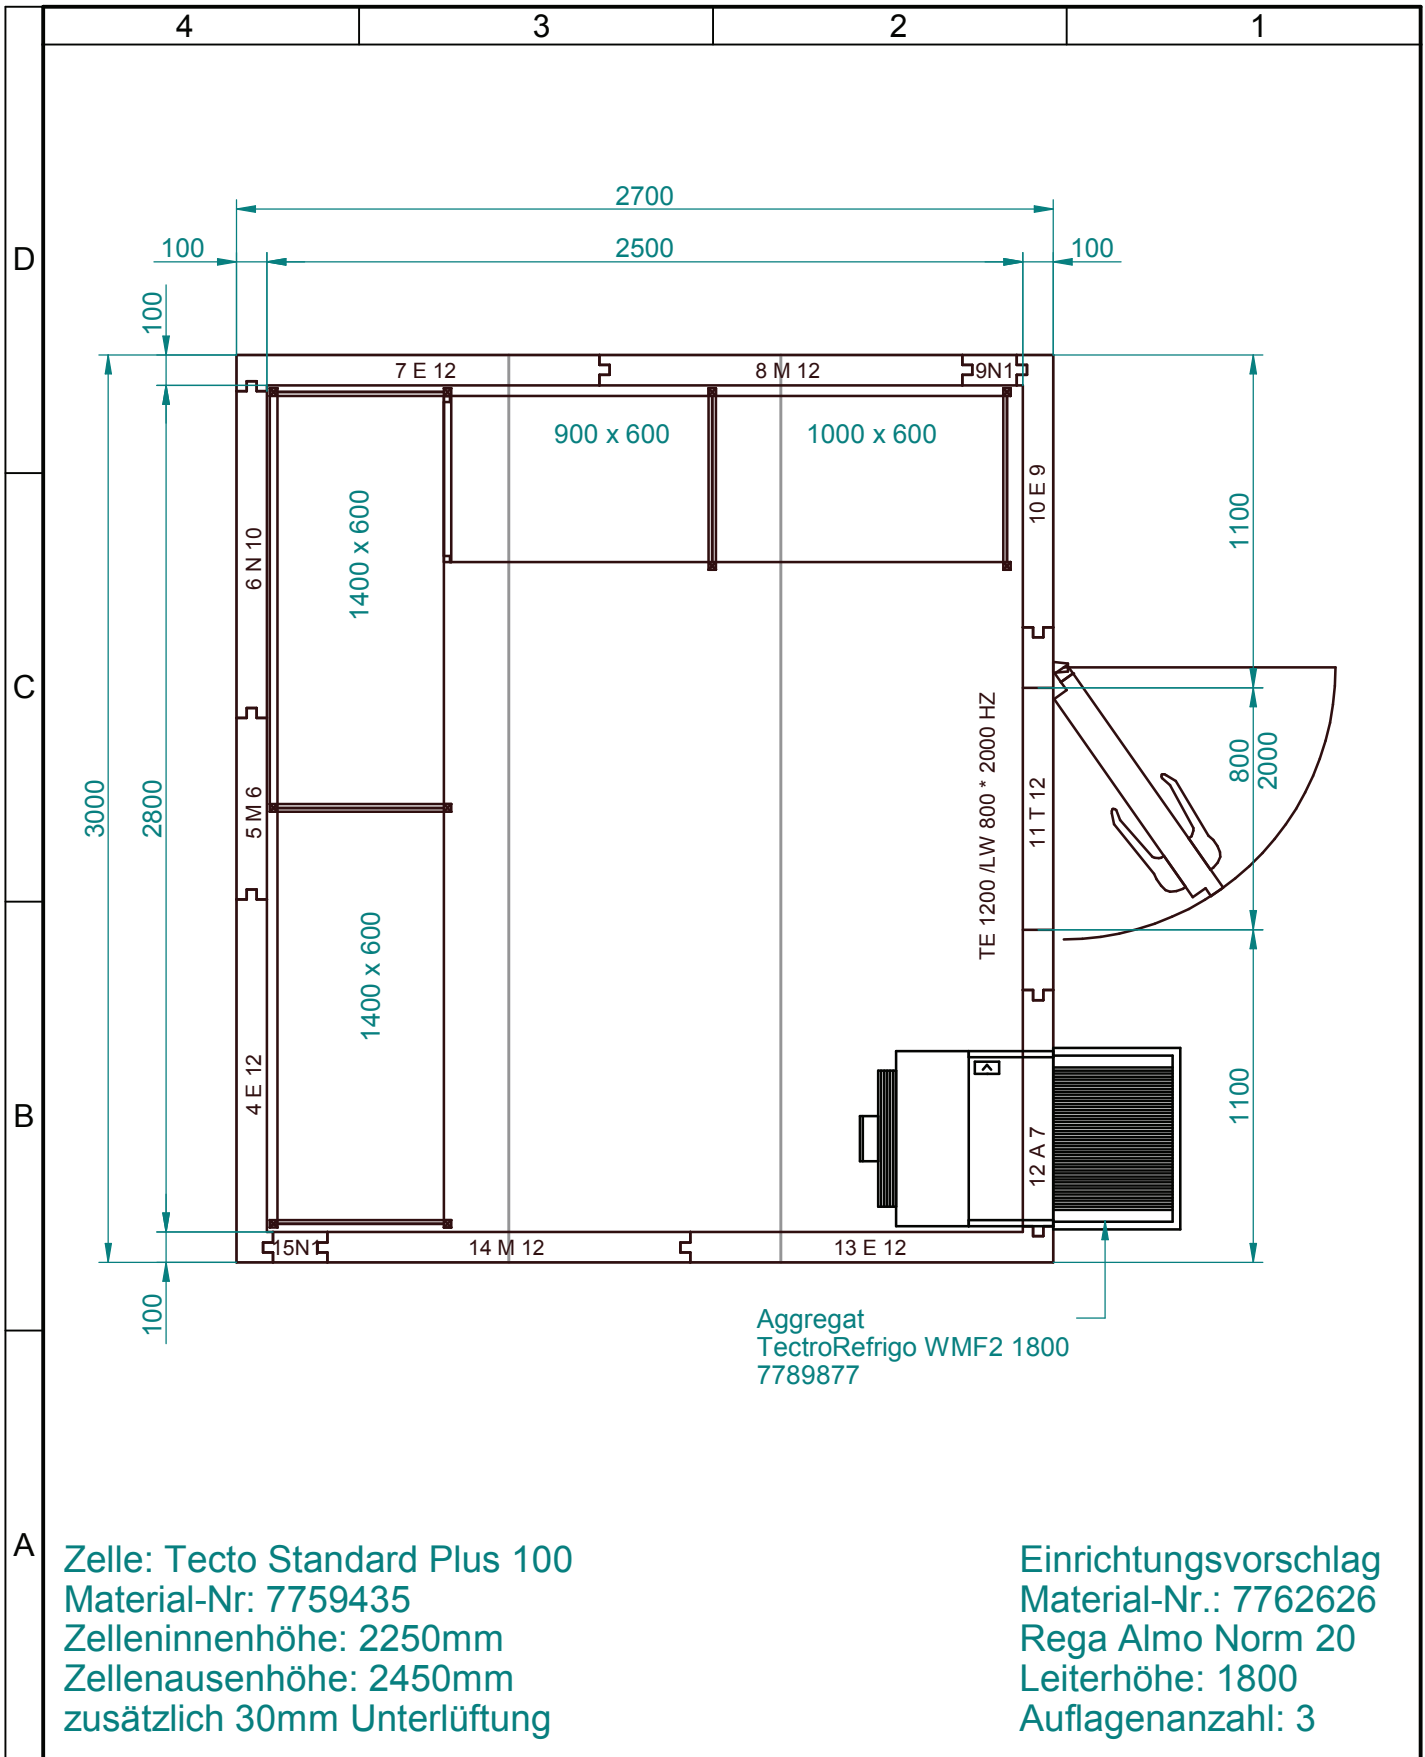 4 3 2 1
D
C
B
A
2700
100 2500 100
100
7 E 12 8 M 12 9N1
900 x 600 1000 x 600
1400 x 600
6 N 10
10 E 9
1100
3000
2800
5 M 6
TE 1200 /LW 800 * 2000 HZ
11 T 12
800
2000
1400 x 600
4 E 12
12 A 7
1100
15N1 14 M 12 13 E 12
100
Aggregat
TectroRefrigo WMF2 1800
7789877
Zelle: Tecto Standard Plus 100
Material-Nr: 7759435
Zelleninnenhöhe: 2250mm
Zellenausenhöhe: 2450mm
zusätzlich 30mm Unterlüftung
Einrichtungsvorschlag
Material-Nr.: 7762626
Rega Almo Norm 20
Leiterhöhe: 1800
Auflagenanzahl: 3